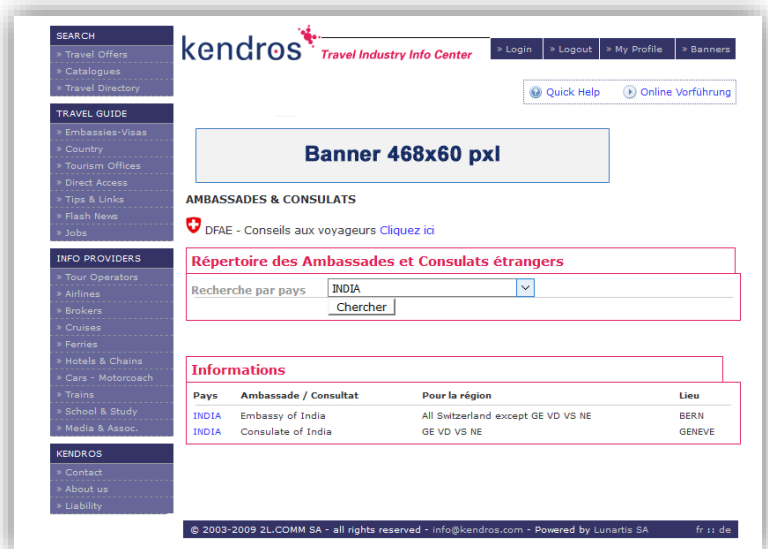 SEARCH
» Travel Offers
» Catalogues
» Travel Directory
TRAVEL GUIDE
» Embassies-Visas
» Country
» Tourism Offices
» Direct Access
» Tips & Links
» Flash News
» Jobs
INFO PROVIDERS
» Tour Operators
» Airlines
» Brokers
» Cruises
» Ferries
» Hotels & Chains
» Cars - Motorcoach
» Trains
» School & Study
» Media & Assoc.
KENDROS
» Contact
» About us
» Liability
kendros Travel Industry Info Center
» Login » Logout » My Profile » Banners
Quick Help Online Vorführung
Banner 468x60 pxl
AMBASSADES & CONSULATS
DFAE - Conseils aux voyageurs Cliquez ici
Répertoire des Ambassades et Consulats étrangers
Recherche par pays INDIA
Chercher
Informations
Pays Ambassade / Consultat Pour la région Lieu
INDIA Embassy of India All Switzerland except GE VD VS NE BERN
INDIA Consulate of India GE VD VS NE GENEVE
© 2003-2009 2L.COMM SA - all rights reserved - info@kendros.com - Powered by Lunartis SA fr :: de